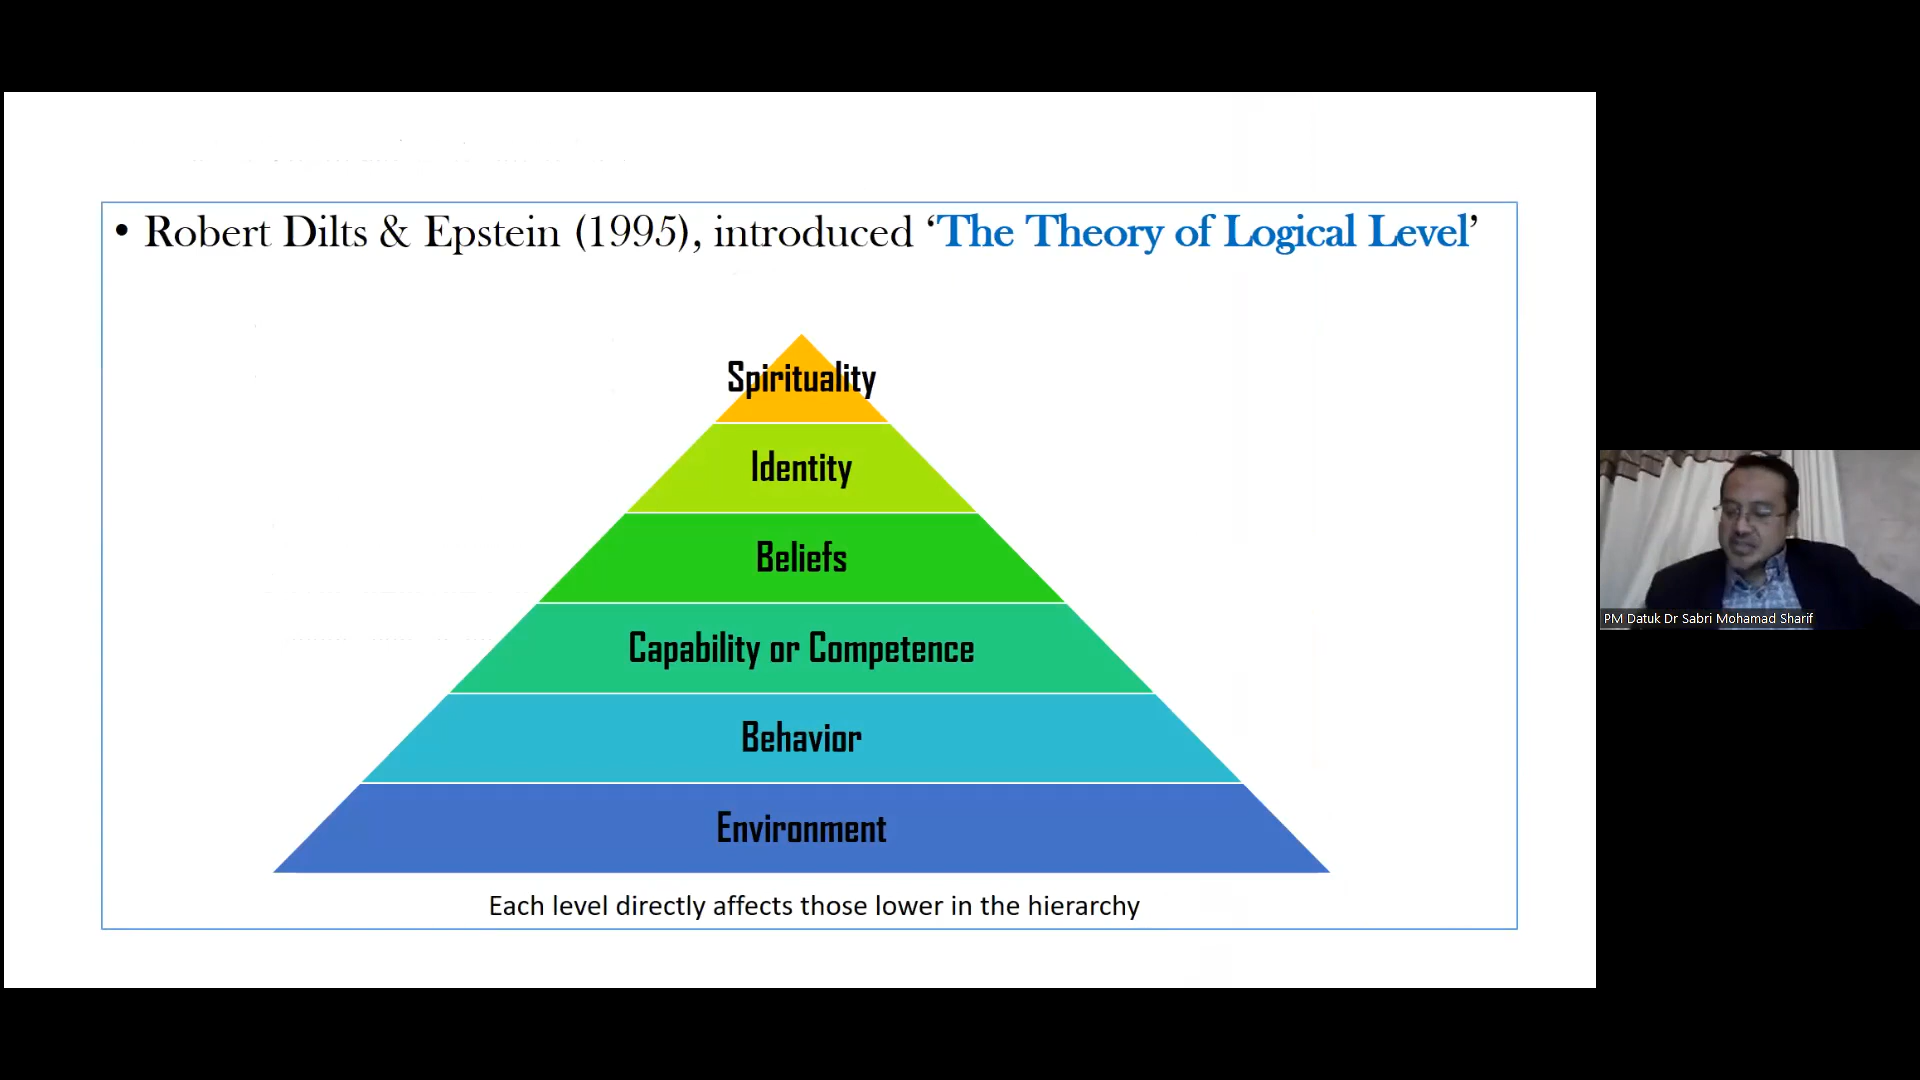 • Robert Dilts & Epstein (1995), introduced ‘The Theory of Logical Level’
Spirituality
Identity
Beliefs
Capability or Competence
Behavior
Environment
Each level directly affects those lower in the hierarchy
PM Datuk Dr Sabri Mohamad Sharif